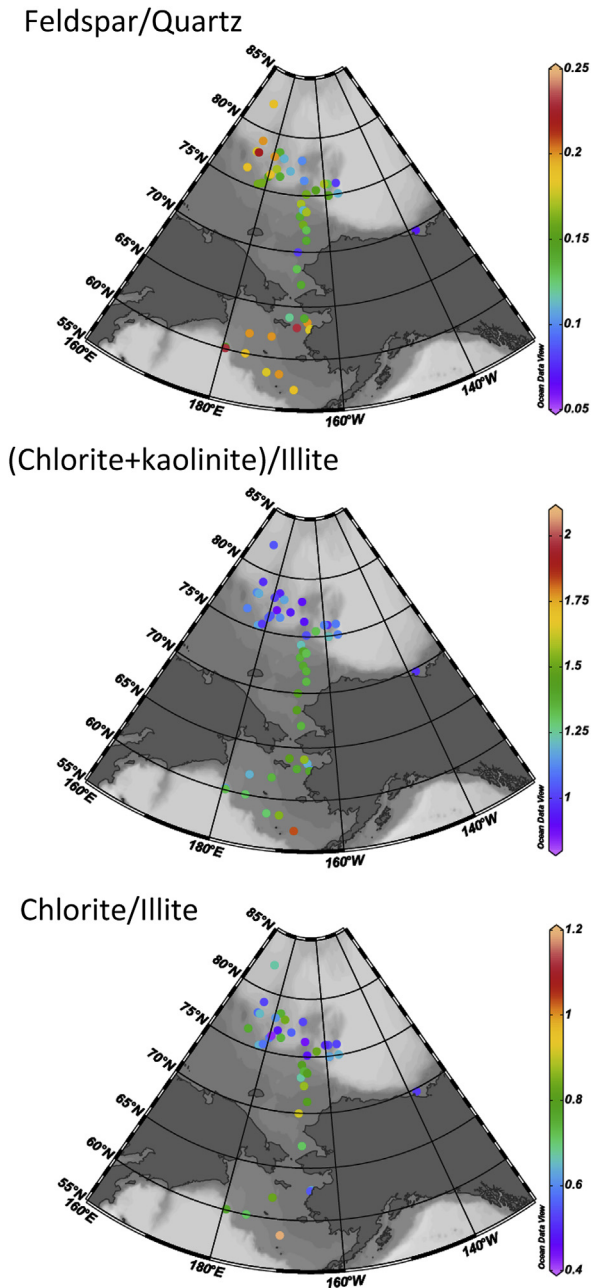 Feldspar/Quartz
85°N
80°N
75°N
70°N
65°N
60°N
55°N
160°E
180°E
160°W
140°W
0.25
0.2
0.15
0.1
0.05
Ocean Data View
(Chlorite+kaolinite)/Illite
85°N
80°N
75°N
70°N
65°N
60°N
55°N
160°E
180°E
160°W
140°W
2
1.75
1.5
1.25
1
Ocean Data View
Chlorite/Illite
85°N
80°N
75°N
70°N
65°N
60°N
55°N
160°E
180°E
160°W
140°W
1.2
1
0.8
0.6
0.4
Ocean Data View